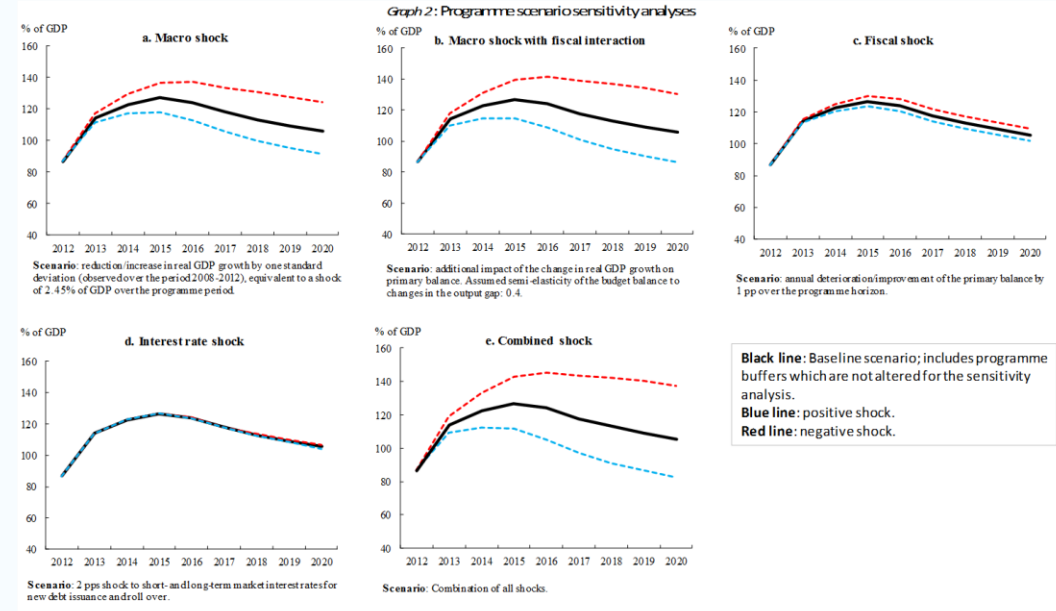 Graph 2: Programme scenario sensitivity analyses
% of GDP
a. Macro shock
160
140
120
100
80
60
40
2012 2013 2014 2015 2016 2017 2018 2019 2020
Scenario: reduction/increase in real GDP growth by one standard
deviation (observed over the period 2008-2012), equivalent to a shock
of 2.45% of GDP over the programme period.
% of GDP
b. Macro shock with fiscal interaction
160
140
120
100
80
60
40
2012 2013 2014 2015 2016 2017 2018 2019 2020
Scenario: additional impact of the change in real GDP growth on
primary balance. Assumed semi-elasticity of the budget balance to
changes in the output gap: 0.4.
% of GDP
c. Fiscal shock
160
140
120
100
80
60
40
2012 2013 2014 2015 2016 2017 2018 2019 2020
Scenario: annual deterioration/improvement of the primary balance by
1 pp over the programme horizon.
% of GDP
d. Interest rate shock
160
140
120
100
80
60
40
2012 2013 2014 2015 2016 2017 2018 2019 2020
Scenario: 2 pps shock to short- and long-term market interest rates for
new debt issuance and roll over.
% of GDP
e. Combined shock
160
140
120
100
80
60
40
2012 2013 2014 2015 2016 2017 2018 2019 2020
Scenario: Combination of all shocks.
Black line: Baseline scenario; includes programme
buffers which are not altered for the sensitivity
analysis.
Blue line: positive shock.
Red line: negative shock.